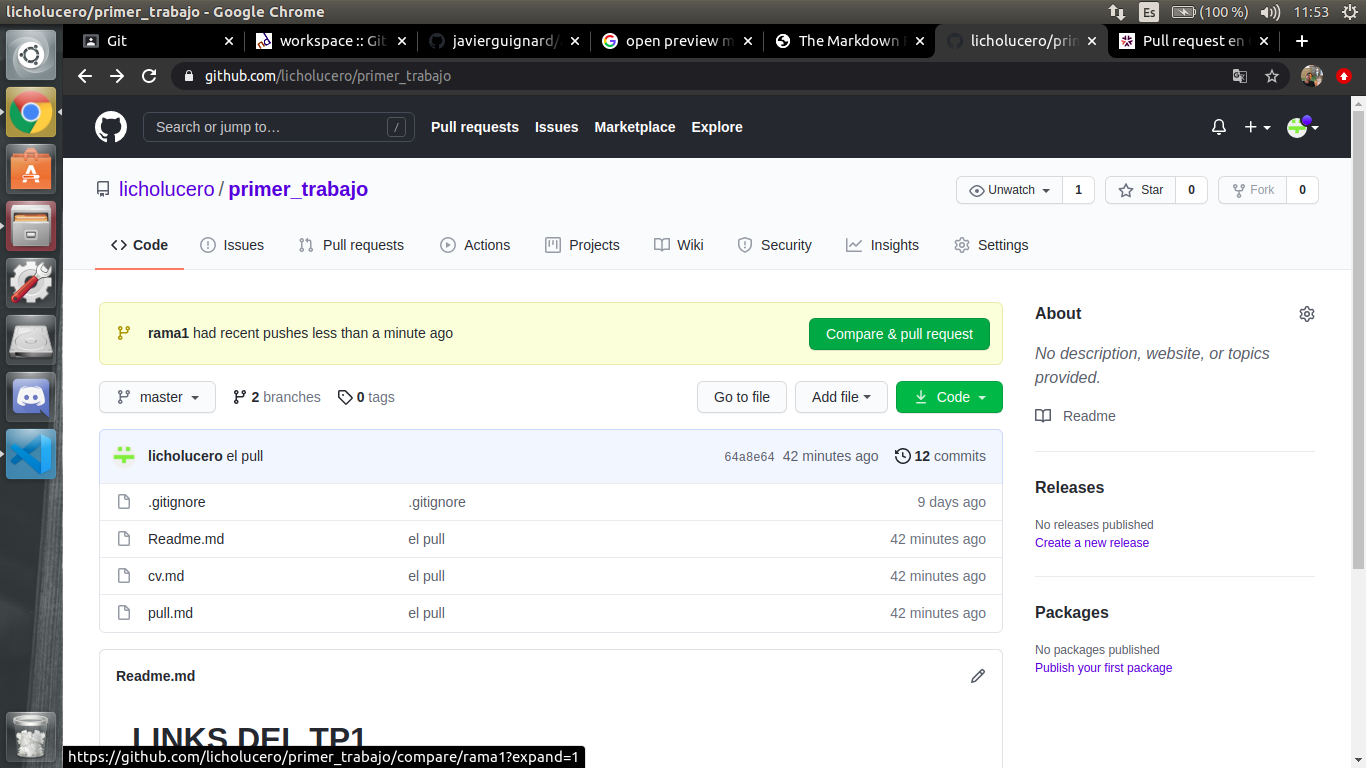 licholucero/primer_trabajo - Google Chrome
Es (100 %) 11:53
Git
workspace :: Git
javierguignard/
open preview m
The Markdown
licholucero/prim
Pull request en
github.com/licholucero/primer_trabajo
Search or jump to… /
Pull requests Issues Marketplace Explore
licholucero / primer_trabajo
Unwatch 1 Star 0 Fork 0
Code Issues Pull requests Actions Projects Wiki Security Insights Settings
rama1 had recent pushes less than a minute ago
Compare & pull request
master 2 branches 0 tags
Go to file Add file Code
licholucero el pull 64a8e64 42 minutes ago 12 commits
.gitignore .gitignore 9 days ago
Readme.md el pull 42 minutes ago
cv.md el pull 42 minutes ago
pull.md el pull 42 minutes ago
Readme.md
LINKS DEL TP1
About
No description, website, or topics
provided.
Readme
Releases
No releases published
Create a new release
Packages
No packages published
Publish your first package
https://github.com/licholucero/primer_trabajo/compare/rama1?expand=1